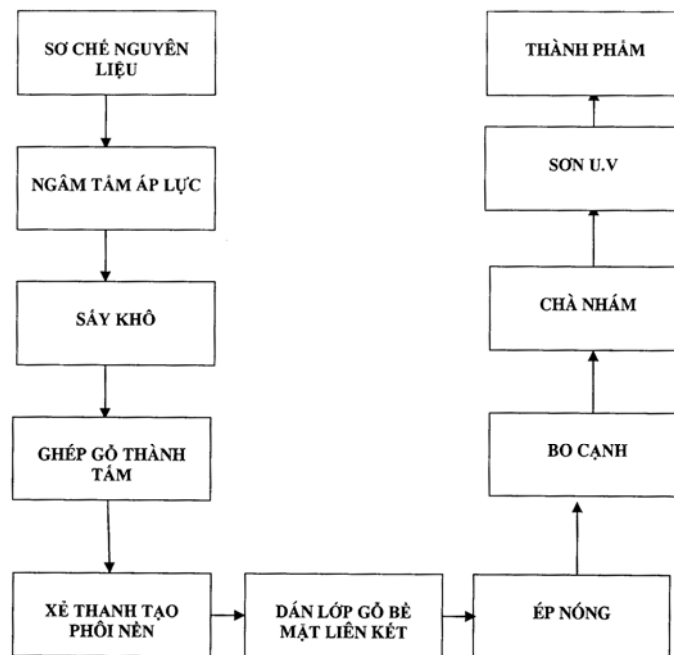 SƠ CHẾ NGUYÊN
LIỆU
NGÂM TẨM ÁP LỰC
SẤY KHÔ
GHÉP GỖ THÀNH
TẤM
XẺ THANH TẠO
PHÔI NỀN
DÁN LỚP GỖ BỀ
MẶT LIÊN KẾT
ÉP NÓNG
BO CẠNH
CHÀ NHÁM
SƠN U.V
THÀNH PHẨM